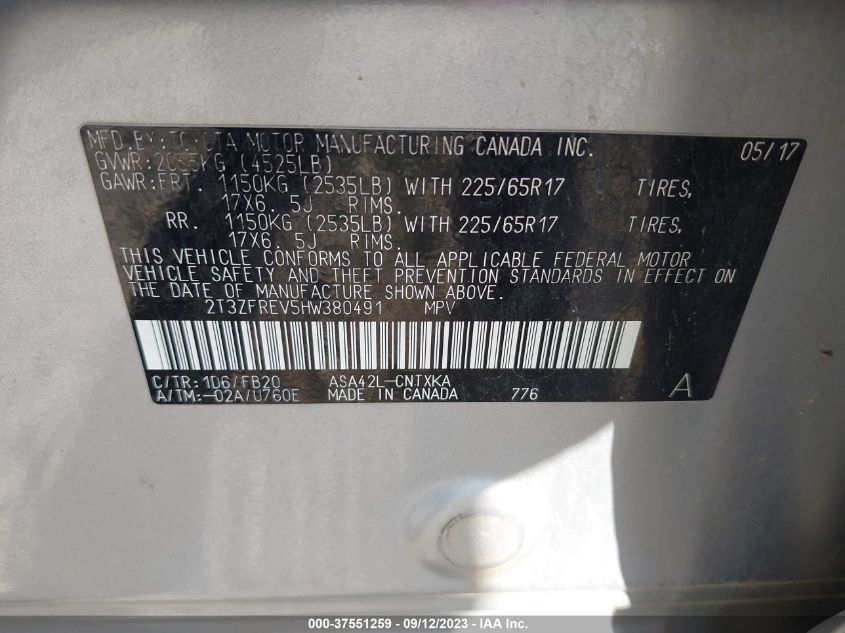 MFD. BY: TOYOTA MOTOR MANUFACTURING CANADA INC. 05/17
GVWR: 2055KG (4525LB)
GAWR: FRT. 1150KG (2535LB) WITH 225/65R17 TIRES,
17X6. 5J RIMS.
RR. 1150KG (2535LB) WITH 225/65R17 TIRES,
17X6. 5J RIMS.
THIS VEHICLE CONFORMS TO ALL APPLICABLE FEDERAL MOTOR
VEHICLE SAFETY AND THEFT PREVENTION STANDARDS IN EFFECT ON
THE DATE OF MANUFACTURE SHOWN ABOVE.
2T3ZFREV5HW380491 MPV
C/TR: 1D6/FB20 ASA42L-CNTXKA
A/TM:-02A/U760E MADE IN CANADA 776 A
000-37551259 - 09/12/2023 - IAA Inc.